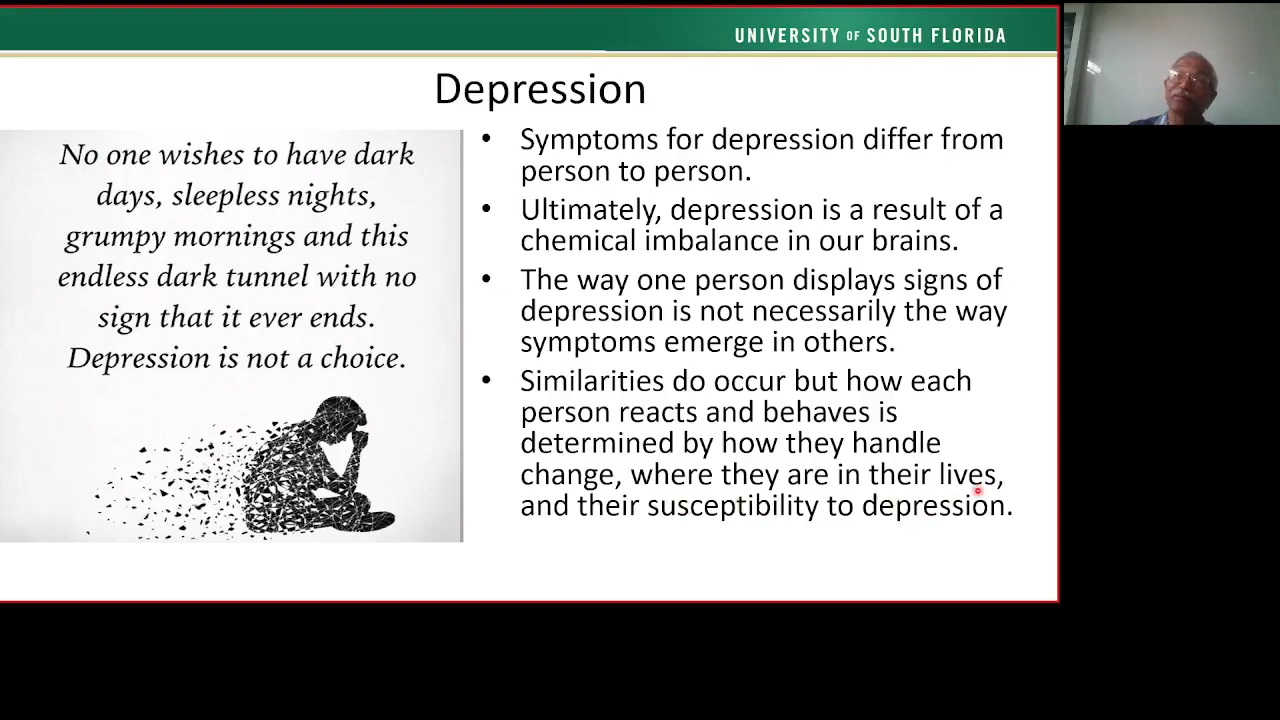 UNIVERSITY OF SOUTH FLORIDA
Depression
No one wishes to have dark
days, sleepless nights,
grumpy mornings and this
endless dark tunnel with no
sign that it ever ends.
Depression is not a choice.
• Symptoms for depression differ from
person to person.
• Ultimately, depression is a result of a
chemical imbalance in our brains.
• The way one person displays signs of
depression is not necessarily the way
symptoms emerge in others.
• Similarities do occur but how each
person reacts and behaves is
determined by how they handle
change, where they are in their lives,
and their susceptibility to depression.